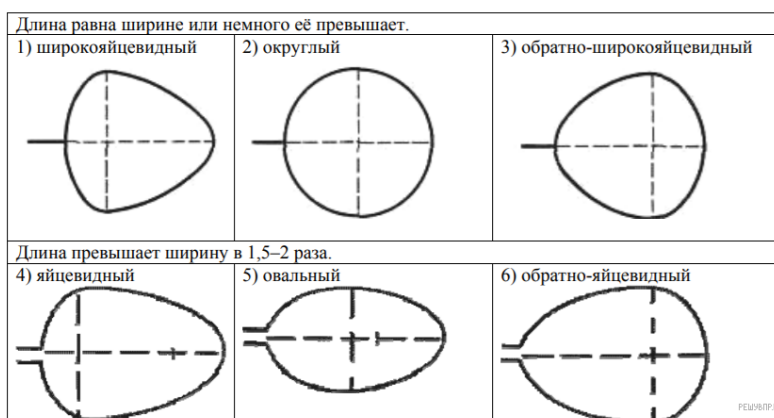 Длина равна ширине или немного её превышает.
1) широкояйцевидный
2) округлый
3) обратно-широкояйцевидный
Длина превышает ширину в 1,5–2 раза.
4) яйцевидный
5) овальный
6) обратно-яйцевидный